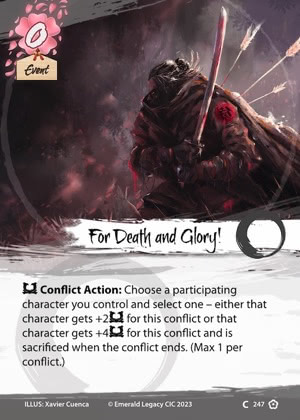 0
Event
For Death and Glory!
Conflict Action: Choose a participating
character you control and select one – either that
character gets +2 for this conflict or that
character gets +4 for this conflict and is
sacrificed when the conflict ends. (Max 1 per
conflict.)
ILLUS: Xavier Cuenca © Emerald Legacy CIC 2023 C 247